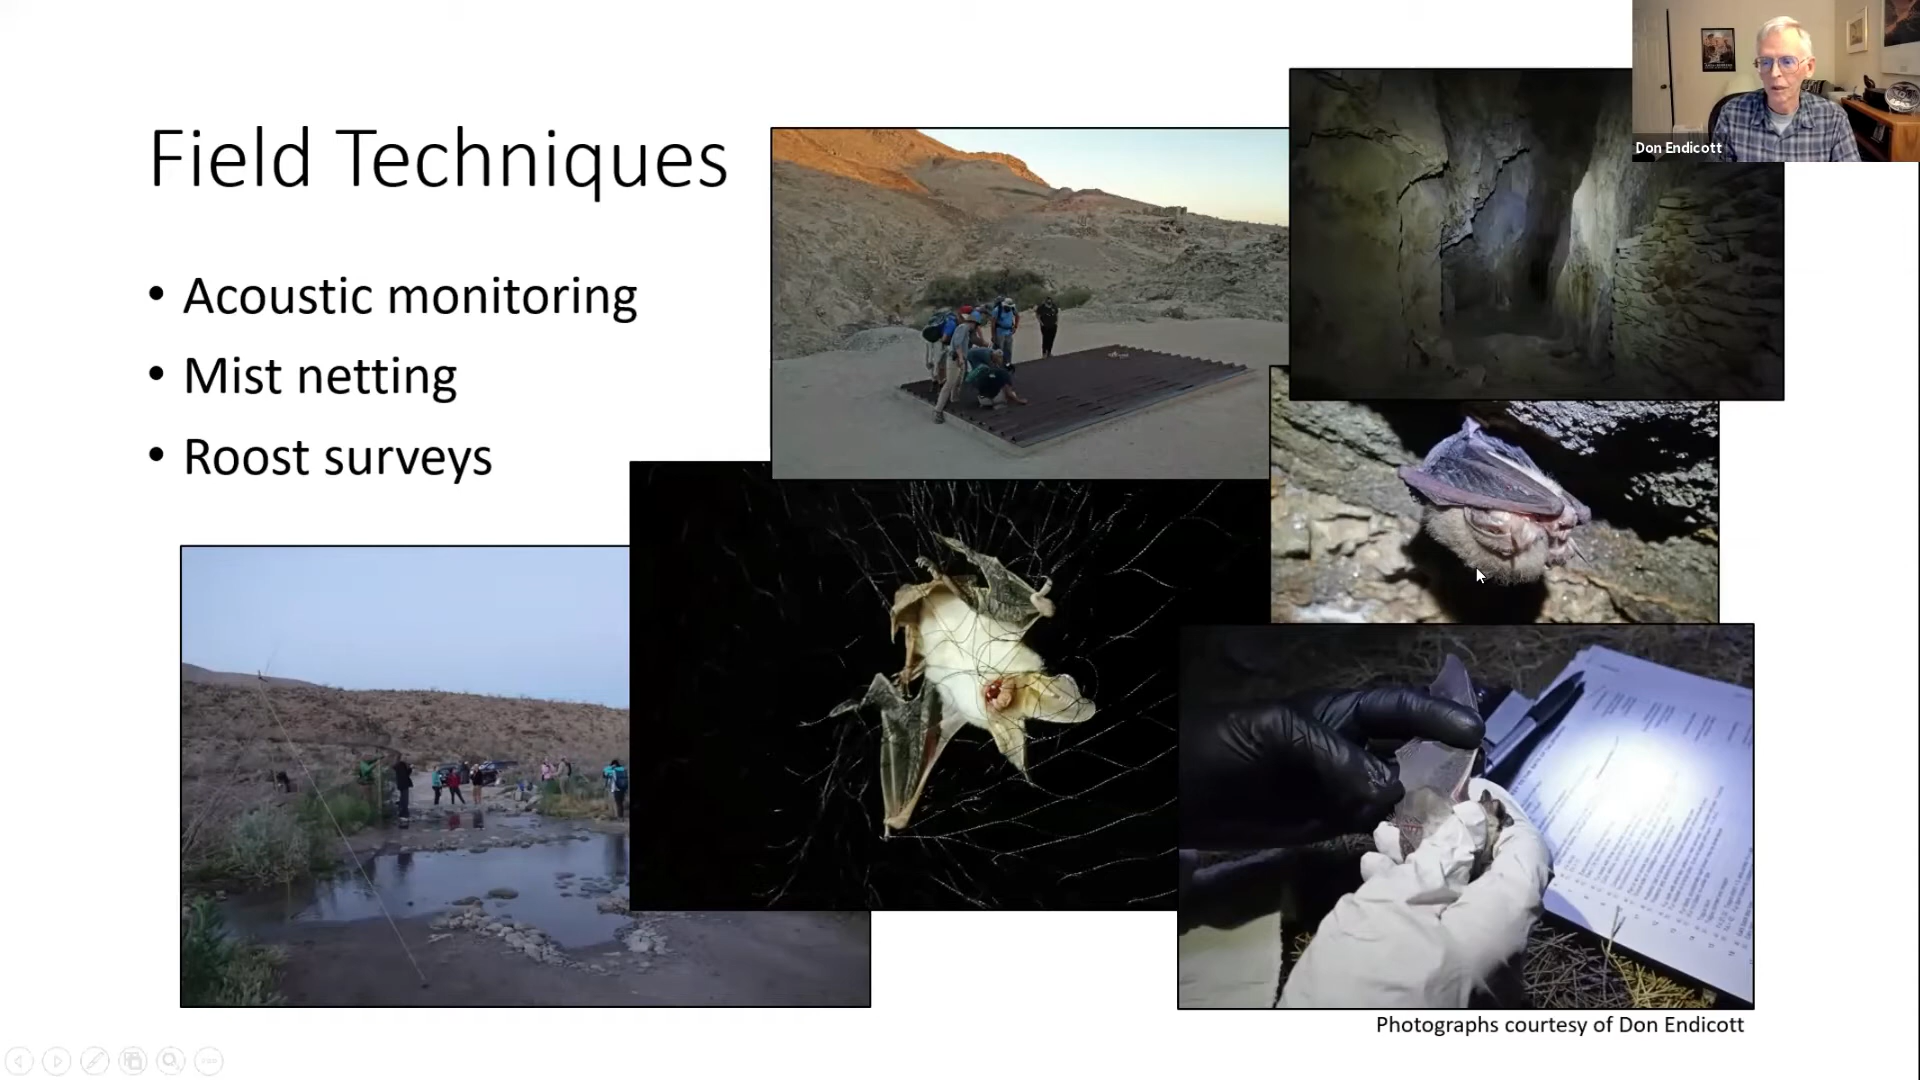 Field Techniques
• Acoustic monitoring
• Mist netting
• Roost surveys
Don Endicott
Photographs courtesy of Don Endicott